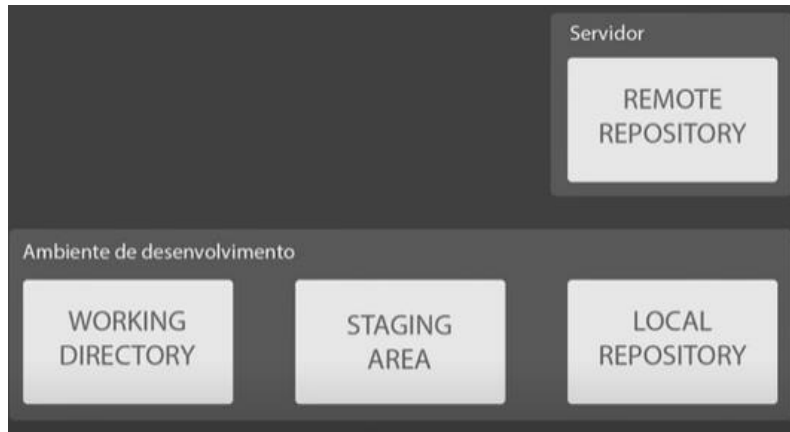 Servidor
REMOTE
REPOSITORY
Ambiente de desenvolvimento
WORKING
DIRECTORY
STAGING
AREA
LOCAL
REPOSITORY